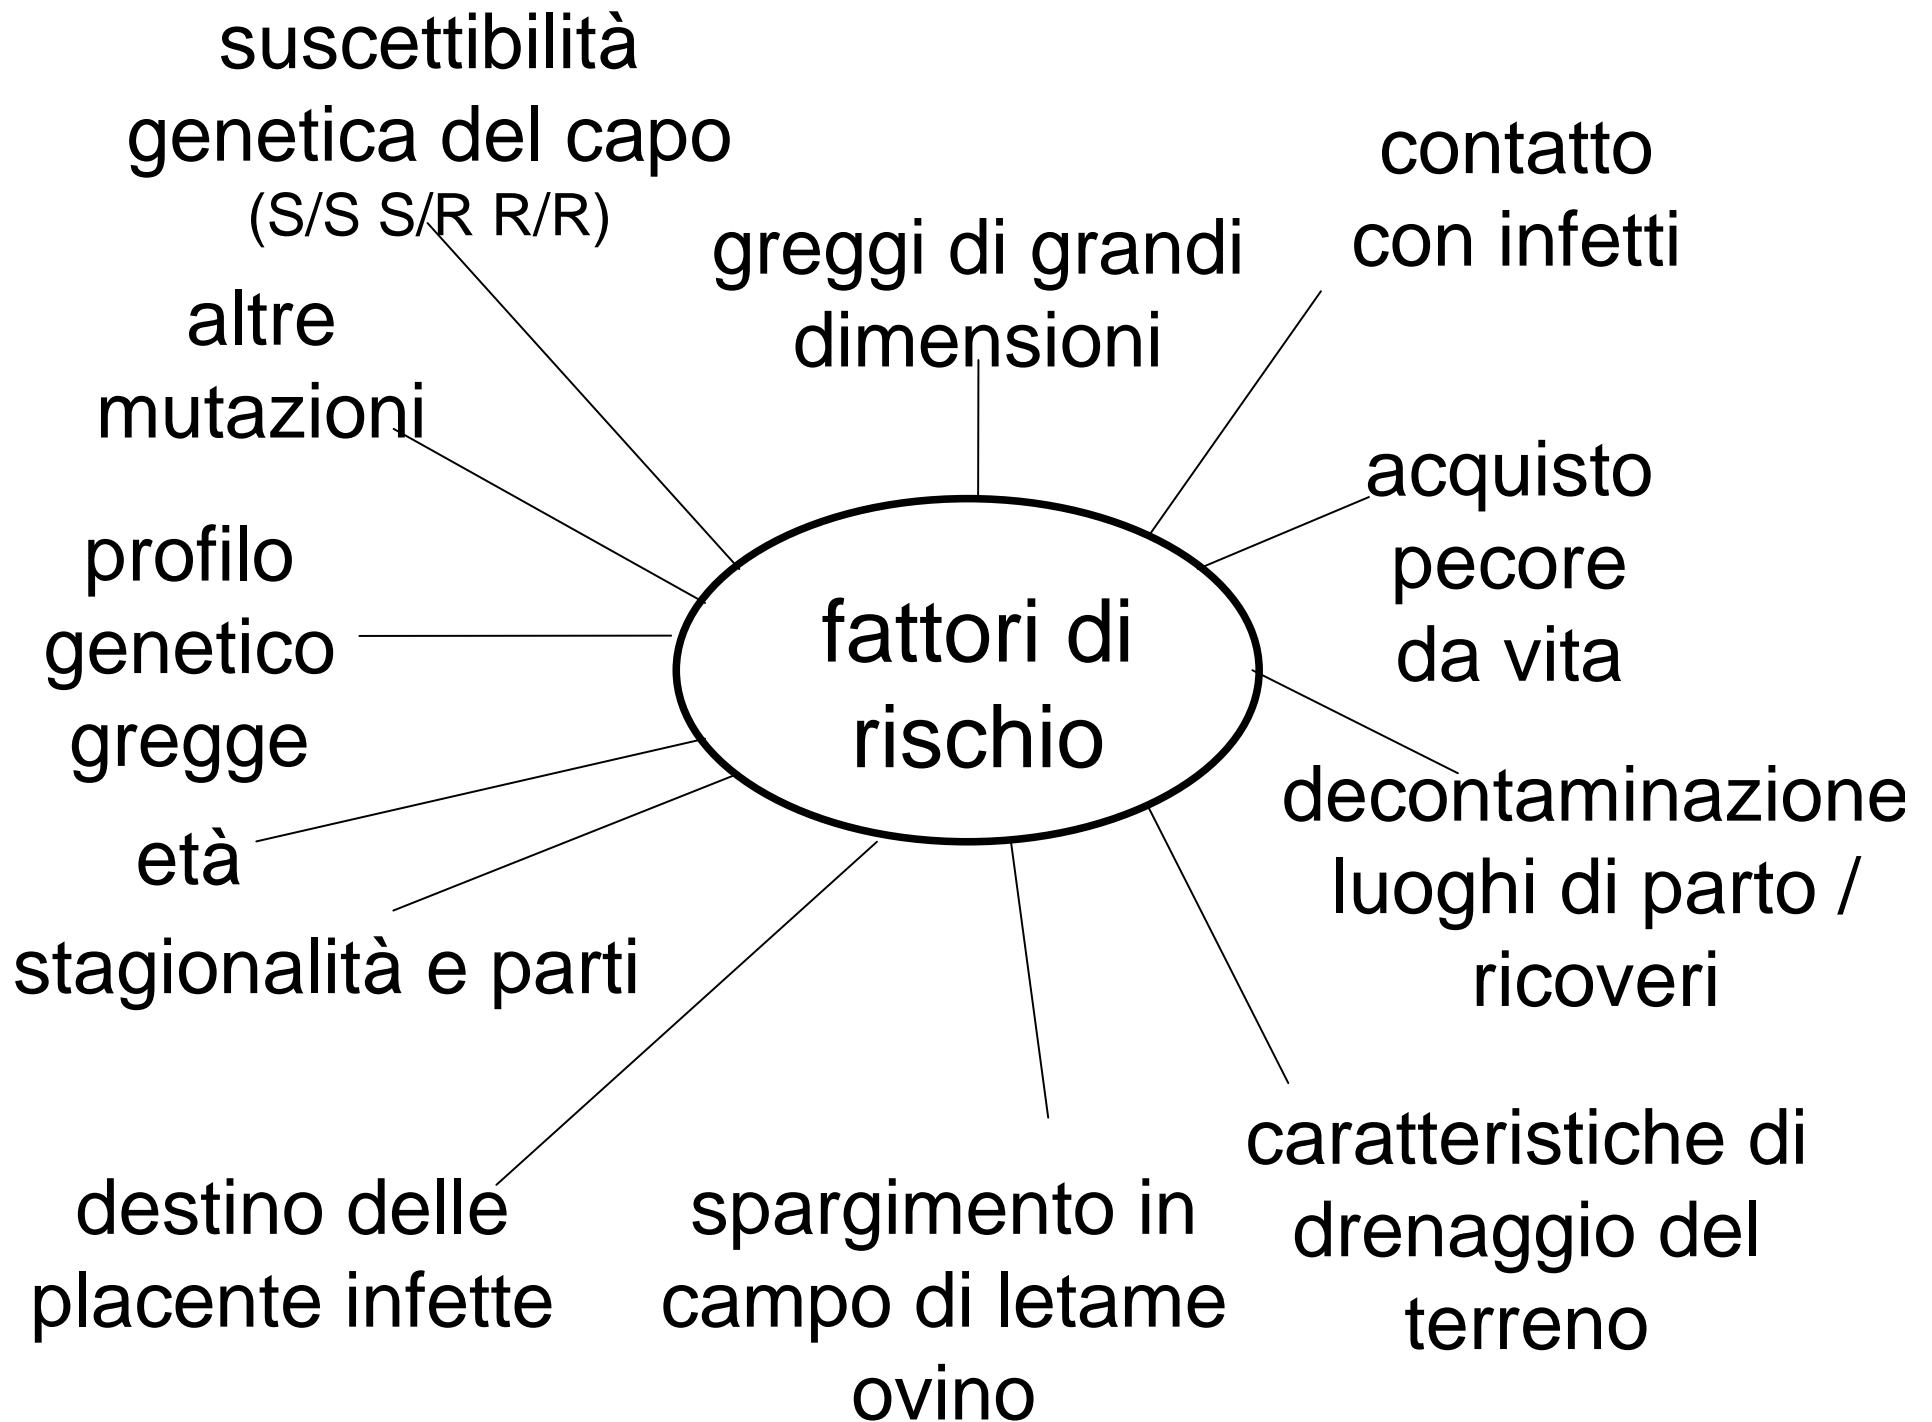 suscettibilità
genetica del capo
(S/S S/R R/R)
altre
mutazioni
profilo
genetico
gregge
età
stagionalità e parti
destino delle
placente infette
greggi di grandi
dimensioni
fattori di
rischio
spargimento in
campo di letame
ovino
contatto
con infetti
acquisto
pecore
da vita
decontaminazione
luoghi di parto /
ricoveri
caratteristiche di
drenaggio del
terreno